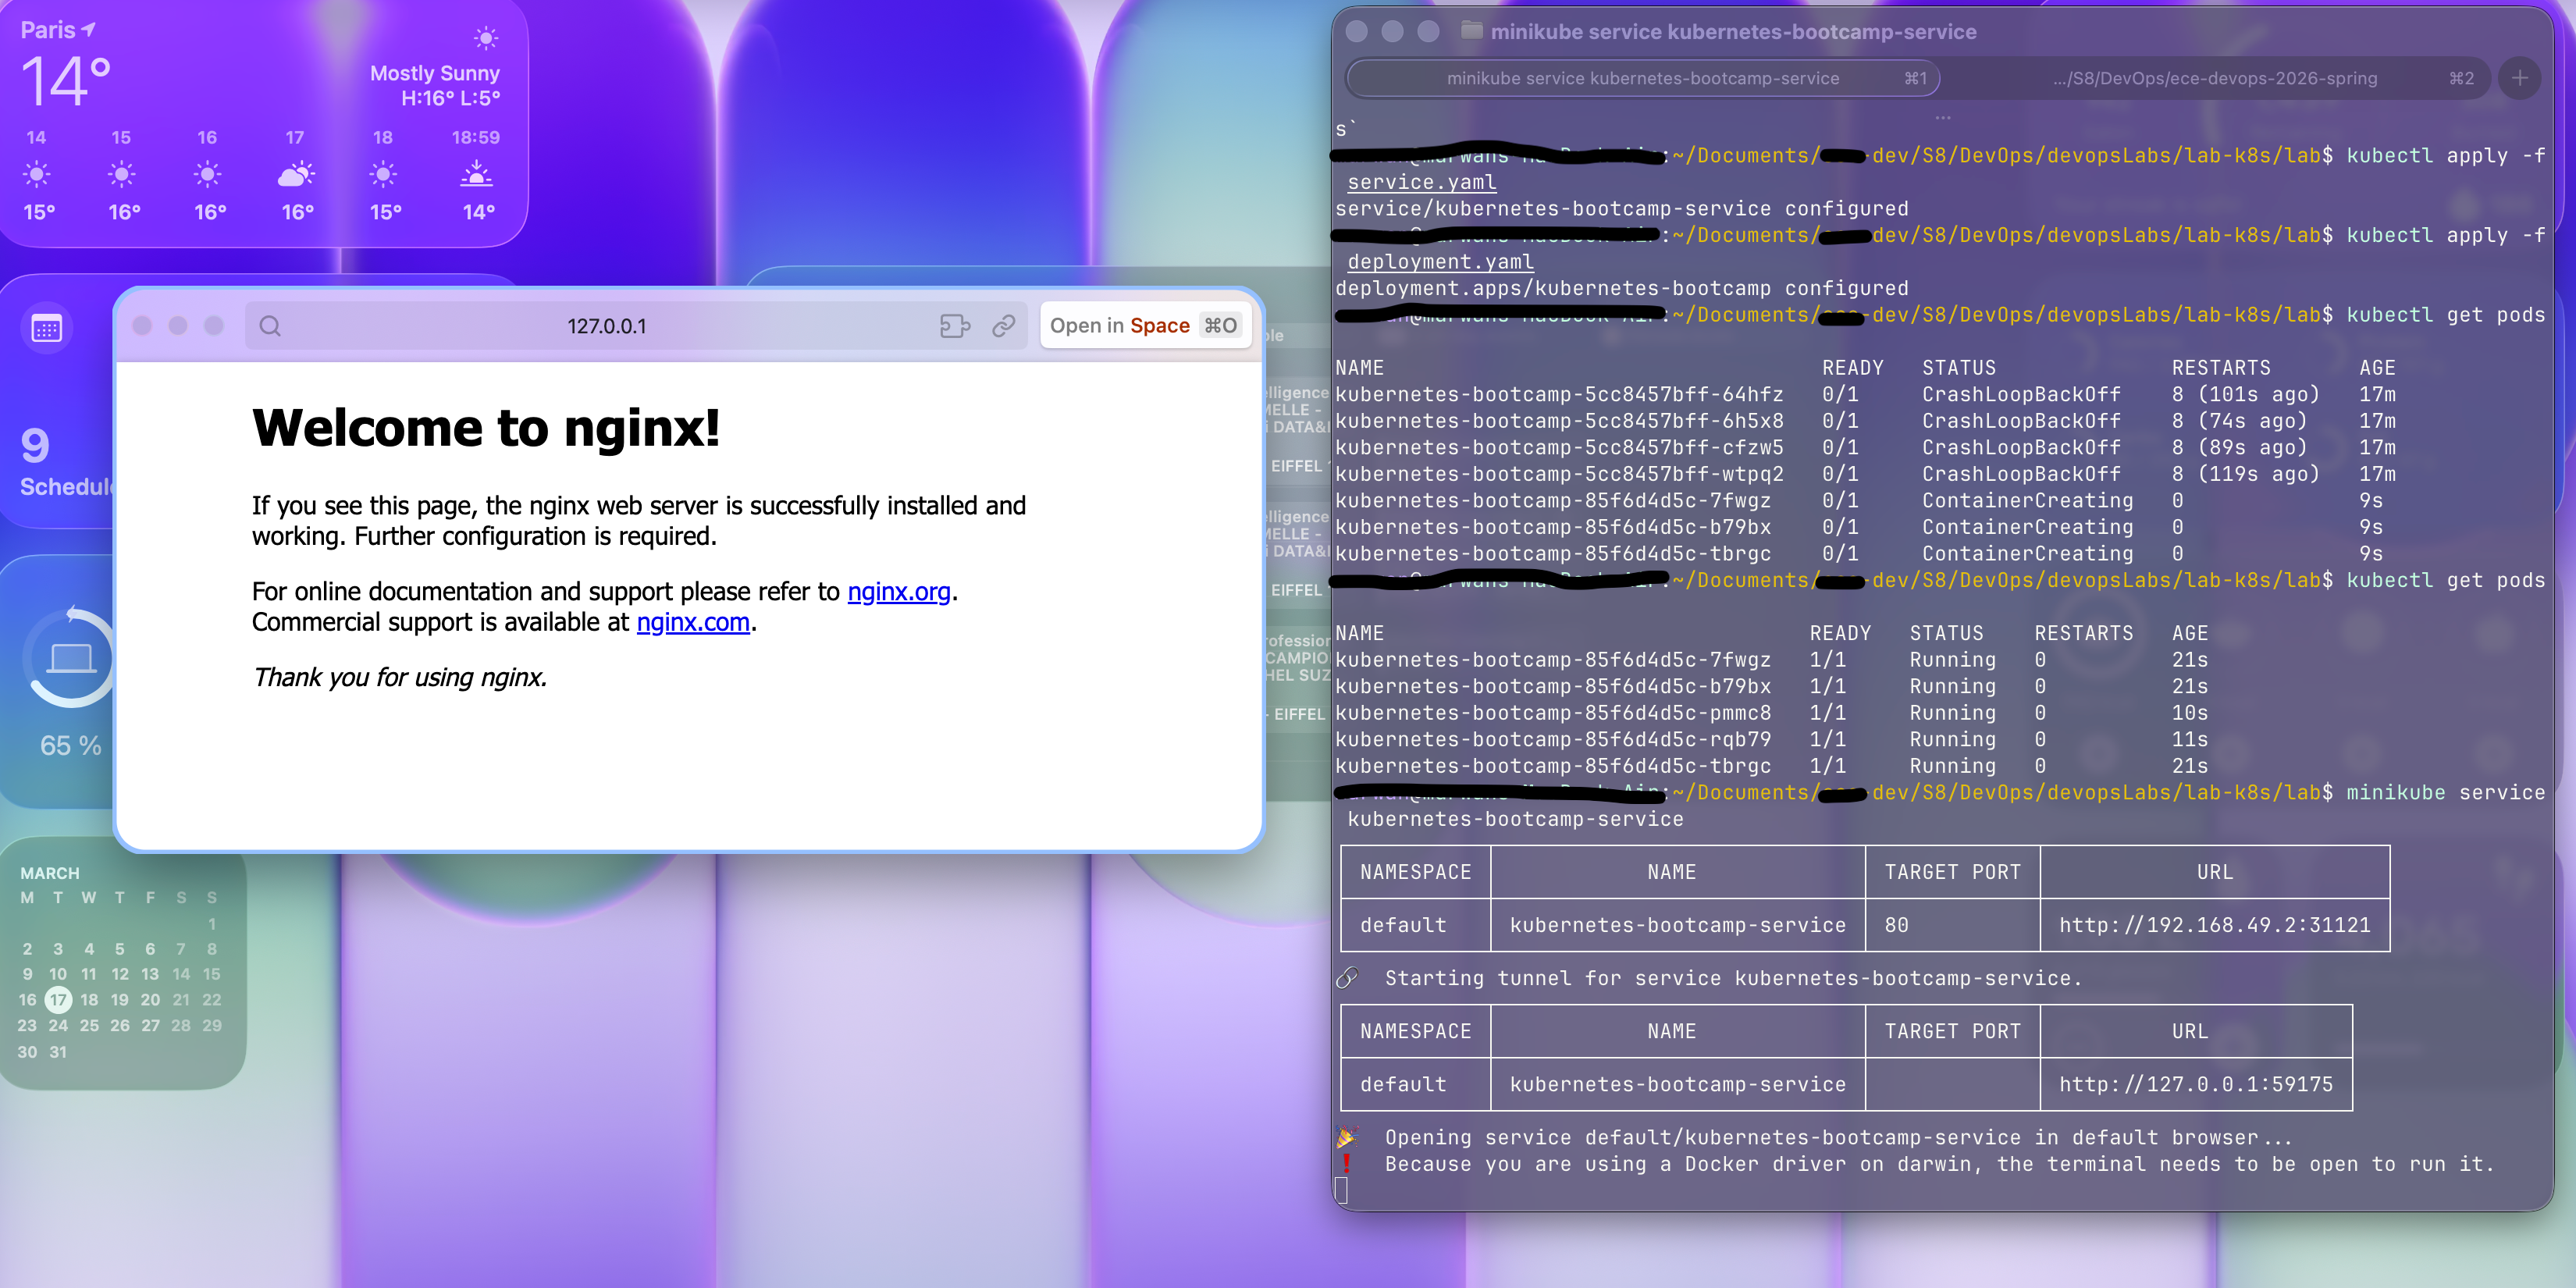 Paris
14°
Mostly Sunny
H:16° L:5°
14 15 16 17 18 18:59
15° 16° 16° 16° 15° 14°
9
Schedul
65 %
MARCH
M T W T F S S
1
2 3 4 5 6 7 8
9 10 11 12 13 14 15
16 17 18 19 20 21 22
23 24 25 26 27 28 29
30 31
127.0.0.1
Open in Space ⌘O
Welcome to nginx!
If you see this page, the nginx web server is successfully installed and
working. Further configuration is required.
For online documentation and support please refer to nginx.org.
Commercial support is available at nginx.com.
Thank you for using nginx.
ble
elligence
MELLE -
i DATA&
EIFFEL
elligence
MELLE -
i DATA&
EIFFEL
rofession
CAMPIO
HEL SUZ
- EIFFEL
minikube service kubernetes-bootcamp-service
minikube service kubernetes-bootcamp-service ⌘1 .../S8/DevOps/ece-devops-2026-spring ⌘2 +
...
s`
:~/Documents/ -dev/S8/DevOps/devopsLabs/lab-k8s/lab$ kubectl apply -f
service.yaml
service/kubernetes-bootcamp-service configured
:~/Documents/ dev/S8/DevOps/devopsLabs/lab-k8s/lab$ kubectl apply -f
deployment.yaml
deployment.apps/kubernetes-bootcamp configured
:~/Documents/ -dev/S8/DevOps/devopsLabs/lab-k8s/lab$ kubectl get pods
NAME READY STATUS RESTARTS AGE
kubernetes-bootcamp-5cc8457bff-64hfz 0/1 CrashLoopBackOff 8 (101s ago) 17m
kubernetes-bootcamp-5cc8457bff-6h5x8 0/1 CrashLoopBackOff 8 (74s ago) 17m
kubernetes-bootcamp-5cc8457bff-cfzw5 0/1 CrashLoopBackOff 8 (89s ago) 17m
kubernetes-bootcamp-5cc8457bff-wtpq2 0/1 CrashLoopBackOff 8 (119s ago) 17m
kubernetes-bootcamp-85f6d4d5c-7fwgz 0/1 ContainerCreating 0 9s
kubernetes-bootcamp-85f6d4d5c-b79bx 0/1 ContainerCreating 0 9s
kubernetes-bootcamp-85f6d4d5c-tbrgc 0/1 ContainerCreating 0 9s
:~/Documents/ -dev/S8/DevOps/devopsLabs/lab-k8s/lab$ kubectl get pods
NAME READY STATUS RESTARTS AGE
kubernetes-bootcamp-85f6d4d5c-7fwgz 1/1 Running 0 21s
kubernetes-bootcamp-85f6d4d5c-b79bx 1/1 Running 0 21s
kubernetes-bootcamp-85f6d4d5c-pmmc8 1/1 Running 0 10s
kubernetes-bootcamp-85f6d4d5c-rqb79 1/1 Running 0 11s
kubernetes-bootcamp-85f6d4d5c-tbrgc 1/1 Running 0 21s
:~/Documents/ -dev/S8/DevOps/devopsLabs/lab-k8s/lab$ minikube service
kubernetes-bootcamp-service
NAMESPACE NAME TARGET PORT URL
default kubernetes-bootcamp-service 80 http://192.168.49.2:31121
Starting tunnel for service kubernetes-bootcamp-service.
NAMESPACE NAME TARGET PORT URL
default kubernetes-bootcamp-service http://127.0.0.1:59175
🎉 Opening service default/kubernetes-bootcamp-service in default browser...
❗ Because you are using a Docker driver on darwin, the terminal needs to be open to run it.